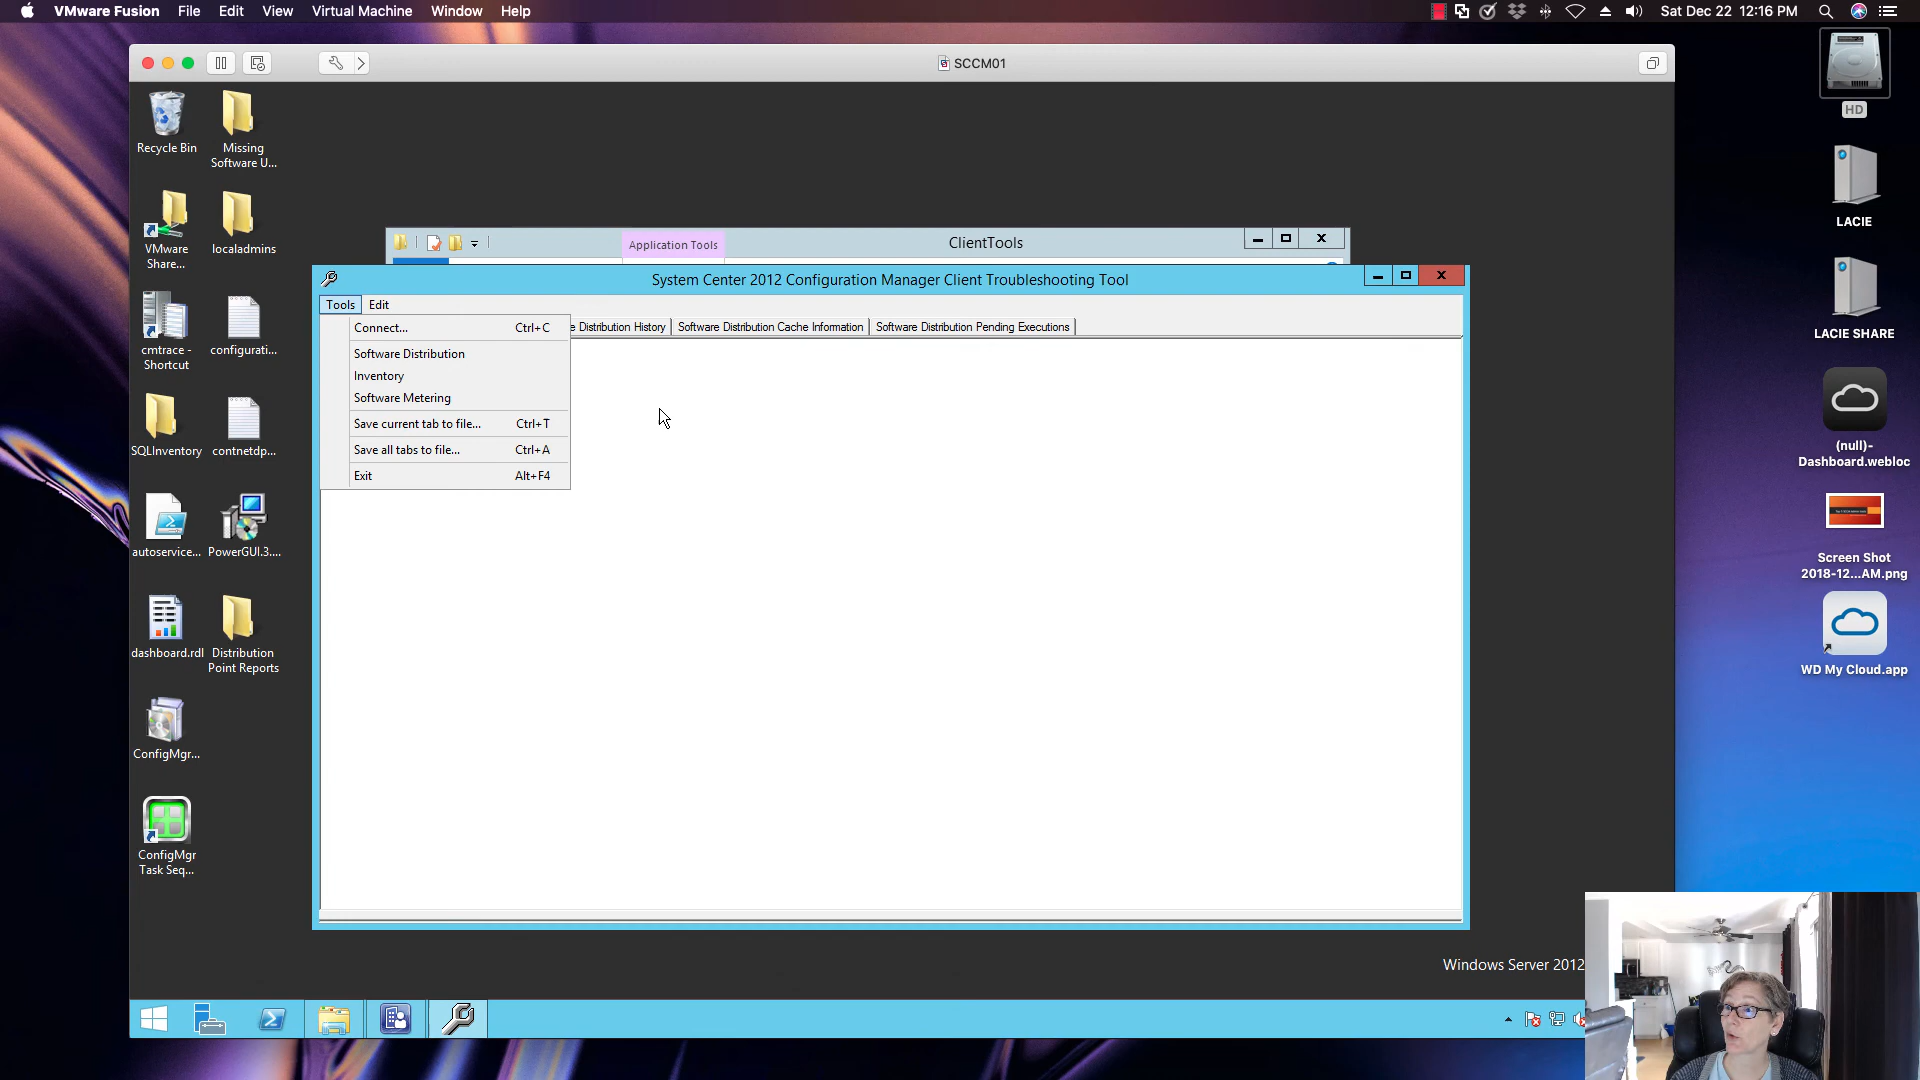 VMware Fusion File Edit View Virtual Machine Window Help
Sat Dec 22 12:16 PM
SCCM01
Recycle Bin
Missing
Software U...
VMware
Share...
localadmins
cmtrace -
Shortcut
configurati...
SQLInventory
contnetdp...
autoservice...
PowerGUI.3....
dashboard.rdl
Distribution
Point Reports
ConfigMgr...
ConfigMgr
Task Seq...
Application Tools
ClientTools
System Center 2012 Configuration Manager Client Troubleshooting Tool
Tools Edit
e Distribution History
Software Distribution Cache Information
Software Distribution Pending Executions
Connect... Ctrl+C
Software Distribution
Inventory
Software Metering
Save current tab to file... Ctrl+T
Save all tabs to file... Ctrl+A
Exit Alt+F4
Windows Server 2012
HD
LACIE
LACIE SHARE
(null)-
Dashboard.webloc
Screen Shot
2018-12...AM.png
WD My Cloud.app